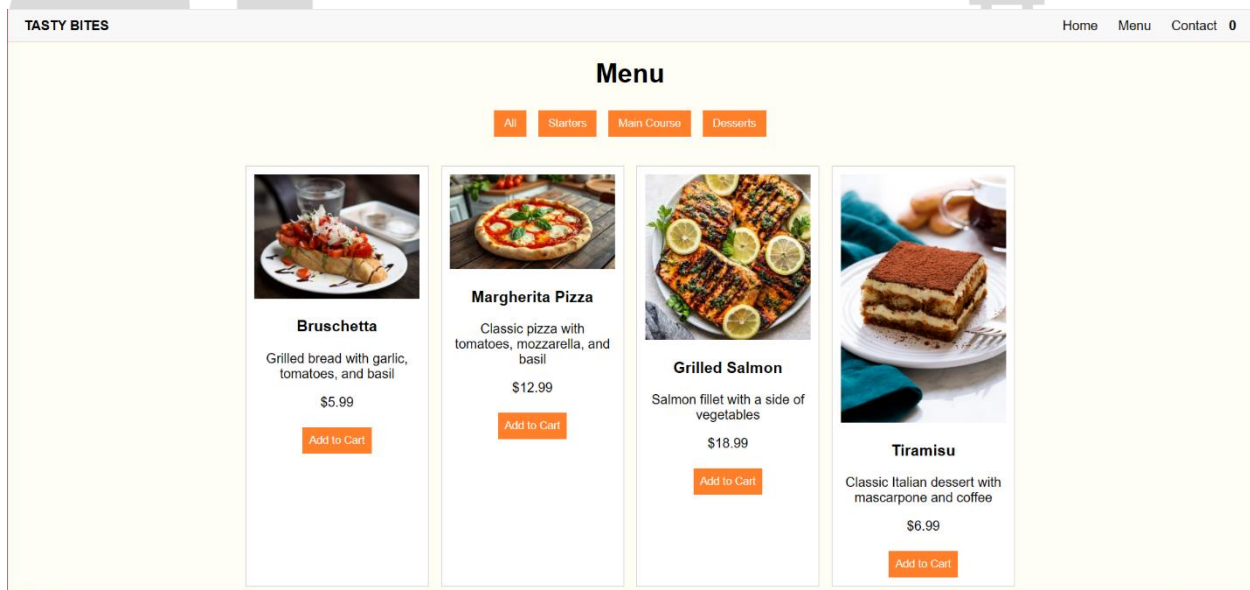 TASTY BITES
Home Menu Contact 0
Menu
All Starters Main Course Desserts
Bruschetta
Grilled bread with garlic,
tomatoes, and basil
$5.99
Add to Cart
Margherita Pizza
Classic pizza with
tomatoes, mozzarella, and
basil
$12.99
Add to Cart
Grilled Salmon
Salmon fillet with a side of
vegetables
$18.99
Add to Cart
Tiramisu
Classic Italian dessert with
mascarpone and coffee
$6.99
Add to Cart